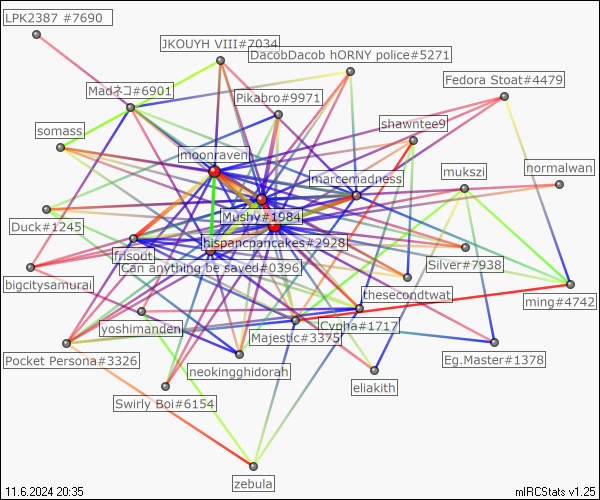 LPK2387 #7690
JKOUYH VIII#7034
DacobDacob hORNY police#5271
Fedora Stoat#4479
Madネコ#6901
Pikabro#9971
shawntee9
somass
moonraven
mukszi
normalwan
marcemadness
Duck#1245
Mushy#1984
hispancpancakes#2928
frisout
Can anything be saved#0396
Silver#7938
bigcitysamurai
thesecondtwat
ming#4742
yoshimanden
Cypha#1717
Majestic#3375
Pocket Persona#3326
Eg.Master#1378
neokingghidorah
eliakith
Swirly Boi#6154
zebula
11.6.2024 20:35
mIRCStats v1.25